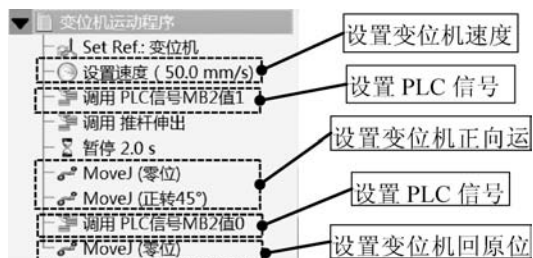 变位机运动程序
Set Ref.: 变位机
设置速度 ( 50.0 mm/s)
设置变位机速度
调用 PLC信号MB2值1
设置 PLC 信号
调用 推杆伸出
暂停 2.0 s
MoveJ (零位)
MoveJ (正转45°)
设置变位机正向运
调用 PLC信号MB2值0
设置 PLC 信号
MoveJ (零位)
设置变位机回原位